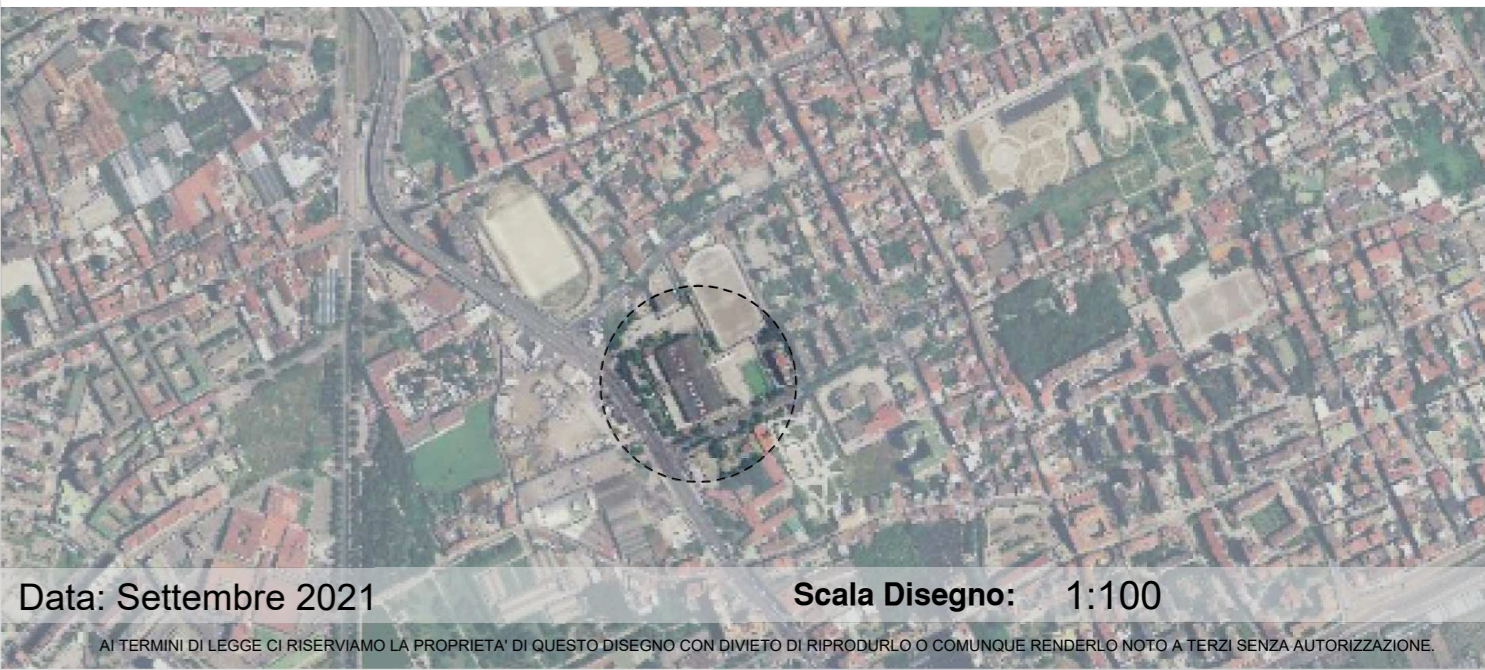 Data: Settembre 2021 Scala Disegno: 1:100
AI TERMINI DI LEGGE CI RISERVIAMO LA PROPRIETA' DI QUESTO DISEGNO CON DIVIETO DI RIPRODURLO O COMUNQUE RENDERLO NOTO A TERZI SENZA AUTORIZZAZIONE.